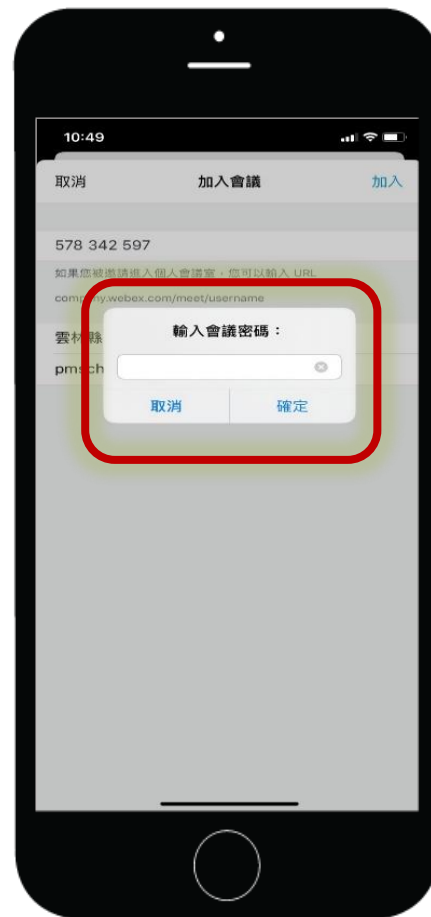 10:49
取消 加入會議 加入
578 342 597
如果您被邀請進入個人會議室，您可以輸入 URL
company.webex.com/meet/username
輸入會議密碼：
雲林縣
pmsch
取消 確定